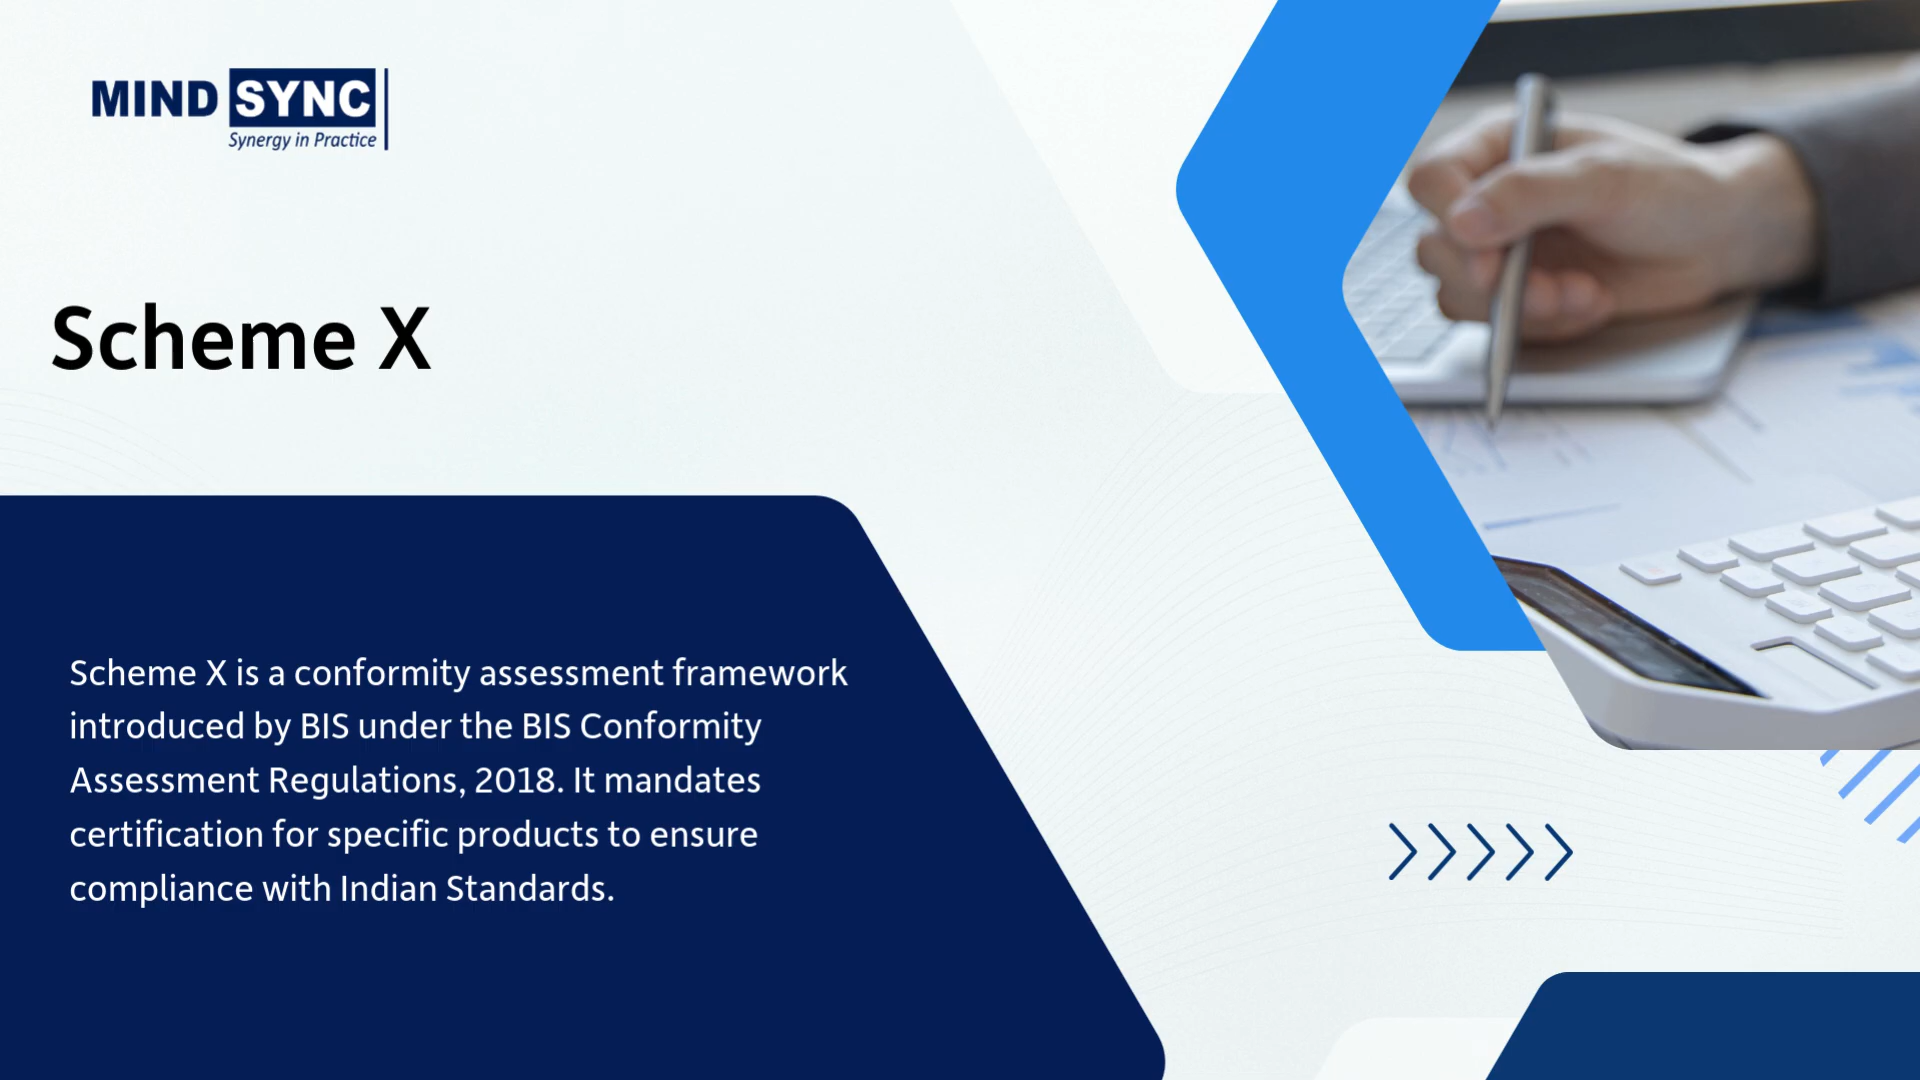 MIND SYNC
Synergy in Practice
Scheme X
Scheme X is a conformity assessment framework
introduced by BIS under the BIS Conformity
Assessment Regulations, 2018. It mandates
certification for specific products to ensure
compliance with Indian Standards.